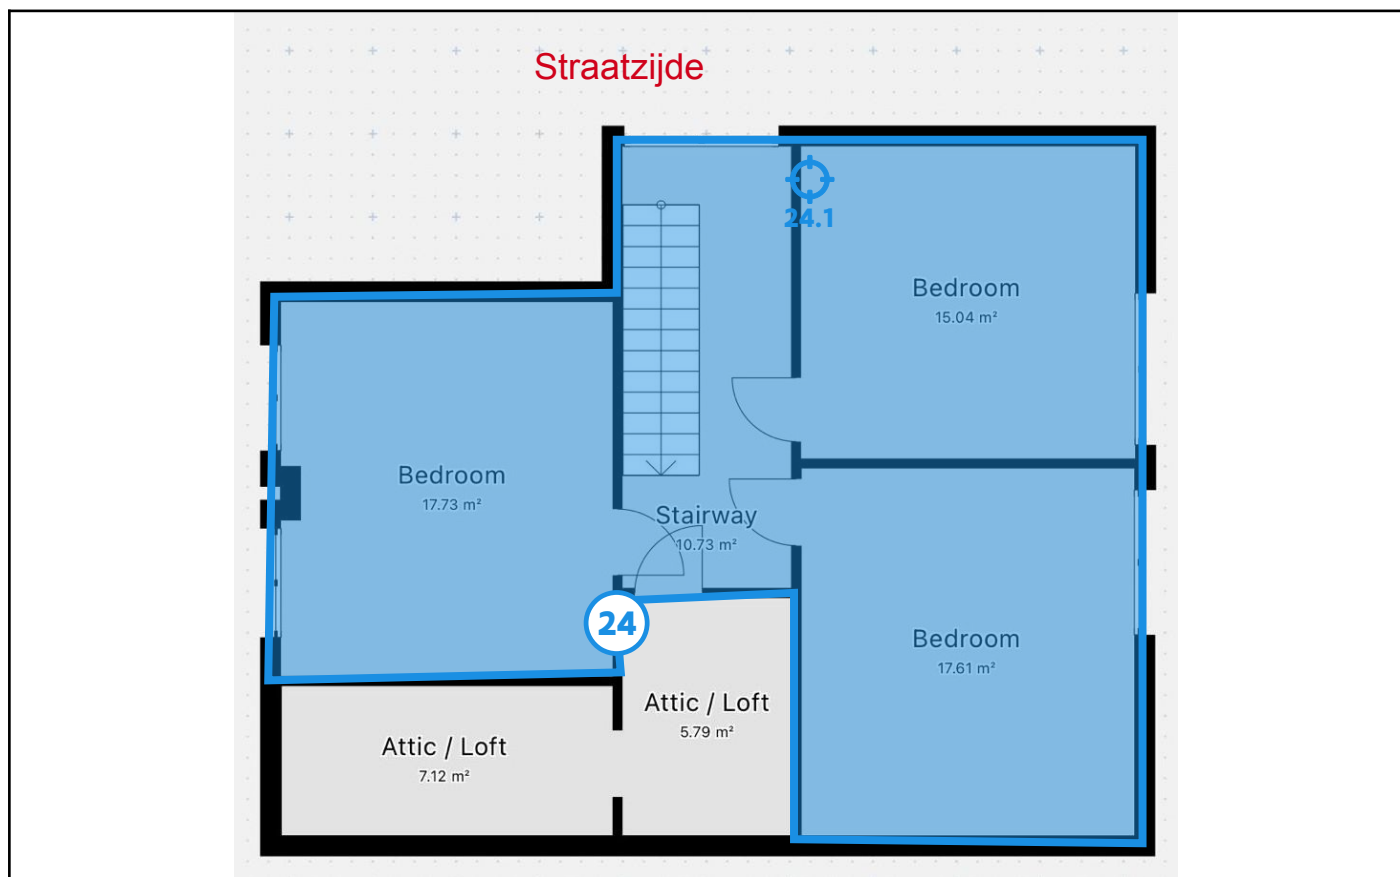 Straatzijde
24.1
Bedroom
15.04 m²
Bedroom
17.73 m²
Stairway
10.73 m²
24
Bedroom
17.61 m²
Attic / Loft
5.79 m²
Attic / Loft
7.12 m²